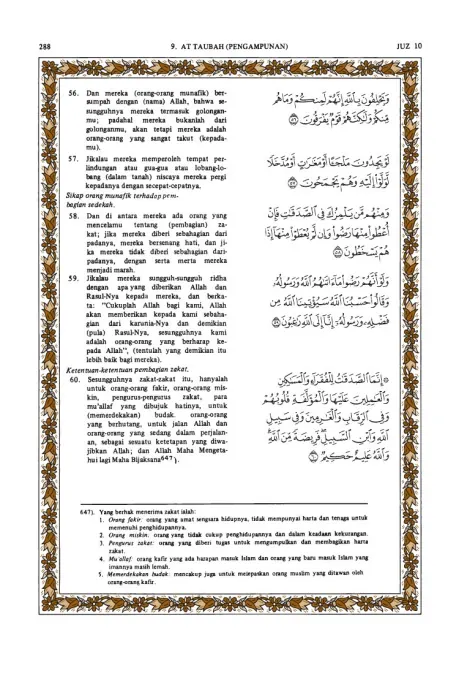 288
9. AT TAUBAH (PENGAMPUNAN)
JUZ 10
56. Dan mereka (orang-orang munafik) ber-
sumpah dengan (nama) Allah, bahwa se-
sungguhnya mereka termasuk golongan-
mu; padahal mereka bukanlah dari
golonganmu, akan tetapi mereka adalah
orang-orang yang sangat takut (kepada-
mu).
57. Jikalau mereka memperoleh tempat per-
lindungan atau gua-gua atau lobang-lo-
bang (dalam tanah) niscaya mereka pergi
kepadanya dengan secepat-cepatnya.
Sikap orang munafik terhadap pem-
bagian sedekah.
58. Dan di antara mereka ada orang yang
mencelamu tentang (pembagian) za-
kat; jika mereka diberi sebahagian dari
padanya, mereka bersenang hati, dan ji-
ka mereka tidak diberi sebahagian dari-
padanya, dengan serta merta mereka
menjadi marah.
59. Jikalau mereka sungguh-sungguh ridha
dengan apa yang diberikan Allah dan
Rasul-Nya kepada mereka, dan berka-
ta: "Cukuplah Allah bagi kami, Allah
akan memberikan kepada kami sebaha-
gian dari karunia-Nya dan demikian
(pula) Rasul-Nya, sesungguhnya kami
adalah orang-orang yang berharap ke-
pada Allah", (tentulah yang demikian itu
lebih baik bagi mereka).
Ketentuan-ketentuan pembagian zakat.
60. Sesungguhnya zakat-zakat itu, hanyalah
untuk orang-orang fakir, orang-orang mis-
kin, pengurus-pengurus zakat, para
mu'allaf yang dibujuk hatinya, untuk
(memerdekakan) budak. orang-orang
yang berhutang, untuk jalan Allah dan
orang-orang yang sedang dalam perjalan-
an, sebagai sesuatu ketetapan yang diwa-
jibkan Allah; dan Allah Maha Mengeta-
hui lagi Maha Bijaksana647).
وَيَحْلِفُونَ بِاللَّهِ إِنَّهُمْ لَمِنكُمْ وَمَا هُم
مِّنكُمْ وَلَٰكِنَّهُمْ قَوْمٌ يَفْرَقُونَ ٥٦
لَوْ يَجِدُونَ مَلْجَـًٔا أَوْ مَغَٰرَٰتٍ أَوْ مُدَّخَلًا
لَّوَلَّوْا۟ إِلَيْهِ وَهُمْ يَجْمَحُونَ ٥٧
وَمِنْهُم مَّن يَلْمِزُكَ فِى الصَّدَقَٰتِ فَإِنْ
أُعْطُوا۟ مِنْهَا رَضُوا۟ وَإِن لَّمْ يُعْطَوْا۟ مِنْهَآ إِذَا
هُمْ يَسْخَطُونَ ٥٨
وَلَوْ أَنَّهُمْ رَضُوا۟ مَآ ءَاتَىٰهُمُ اللَّهُ وَرَسُولُهُۥ
وَقَالُوا۟ حَسْبُنَا اللَّهُ سَيُؤْتِينَا اللَّهُ مِن
فَضْلِهِۦ وَرَسُولُهُۥٓ إِنَّآ إِلَى اللَّهِ رَٰغِبُونَ ٥٩
۞ إِنَّمَا الصَّدَقَٰتُ لِلْفُقَرَآءِ وَالْمَسَٰكِينِ
وَالْعَٰمِلِينَ عَلَيْهَا وَالْمُؤَلَّفَةِ قُلُوبُهُمْ
وَفِى الرِّقَابِ وَالْغَٰرِمِينَ وَفِى سَبِيلِ
اللَّهِ وَابْنِ السَّبِيلِ فَرِيضَةً مِّنَ اللَّهِ
وَاللَّهُ عَلِيمٌ حَكِيمٌ ٦٠
647). Yang berhak menerima zakat ialah:
1. Orang fakir: orang yang amat sengsara hidupnya, tidak mempunyai harta dan tenaga untuk
memenuhi penghidupannya.
2. Orang miskin: orang yang tidak cukup penghidupannya dan dalam keadaan kekurangan.
3. Pengurus zakat: orang yang diberi tugas untuk mengumpulkan dan membagikan harta
zakat.
4. Mu'allaf: orang kafir yang ada harapan masuk Islam dan orang yang baru masuk Islam yang
imannya masih lemah.
5. Memerdekakan budak: mencakup juga untuk melepaskan orang muslim yang ditawan oleh
orang-orang kafir.